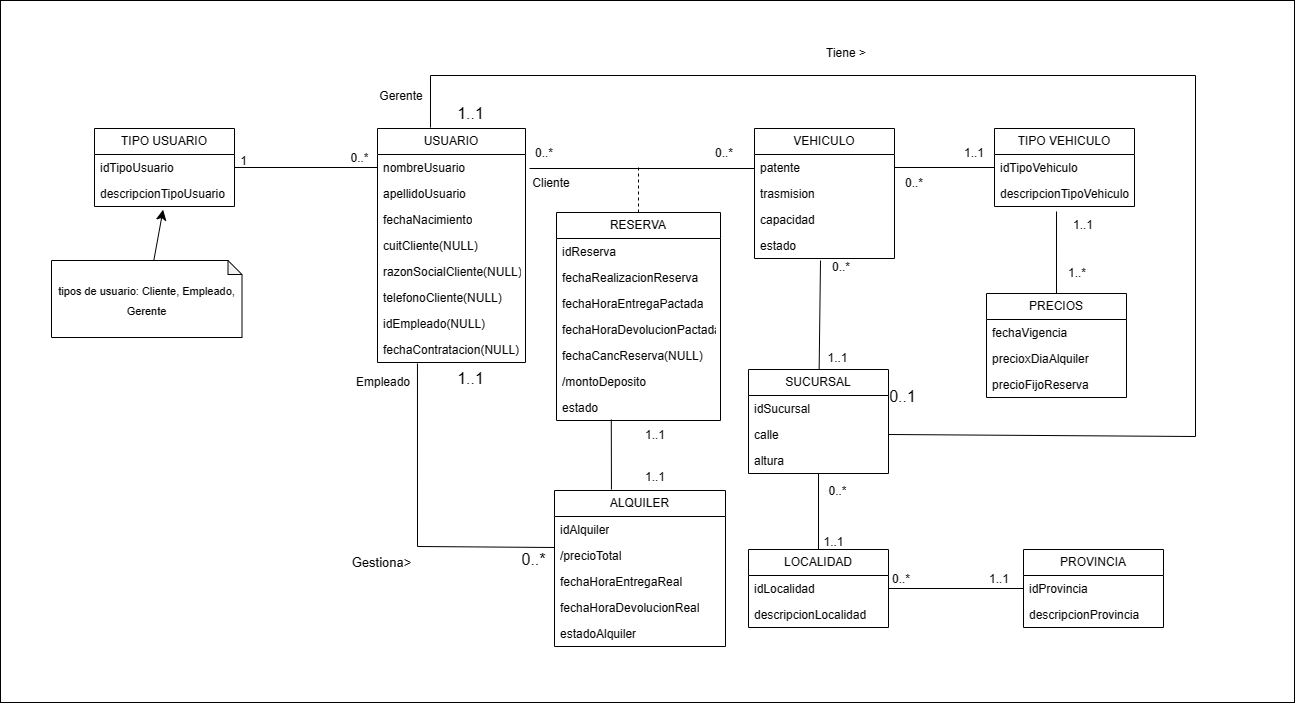 Tiene >
Gerente
1..1
TIPO USUARIO
idTipoUsuario
descripcionTipoUsuario
1
0..*
tipos de usuario: Cliente, Empleado,
Gerente
USUARIO
nombreUsuario
apellidoUsuario
fechaNacimiento
cuitCliente(NULL)
razonSocialCliente(NULL)
telefonoCliente(NULL)
idEmpleado(NULL)
fechaContratacion(NULL)
0..*
0..*
Cliente
VEHICULO
patente
trasmision
capacidad
estado
1..1
0..*
TIPO VEHICULO
idTipoVehiculo
descripcionTipoVehiculo
1..1
1..*
PRECIOS
fechaVigencia
precioxDiaAlquiler
precioFijoReserva
RESERVA
idReserva
fechaRealizacionReserva
fechaHoraEntregaPactada
fechaHoraDevolucionPactada
fechaCancReserva(NULL)
/montoDeposito
estado
0..*
1..1
SUCURSAL
idSucursal
calle
altura
0..1
Empleado
1..1
1..1
1..1
Gestiona>
0..*
ALQUILER
idAlquiler
/precioTotal
fechaHoraEntregaReal
fechaHoraDevolucionReal
estadoAlquiler
0..*
1..1
LOCALIDAD
idLocalidad
descripcionLocalidad
0..*
1..1
PROVINCIA
idProvincia
descripcionProvincia